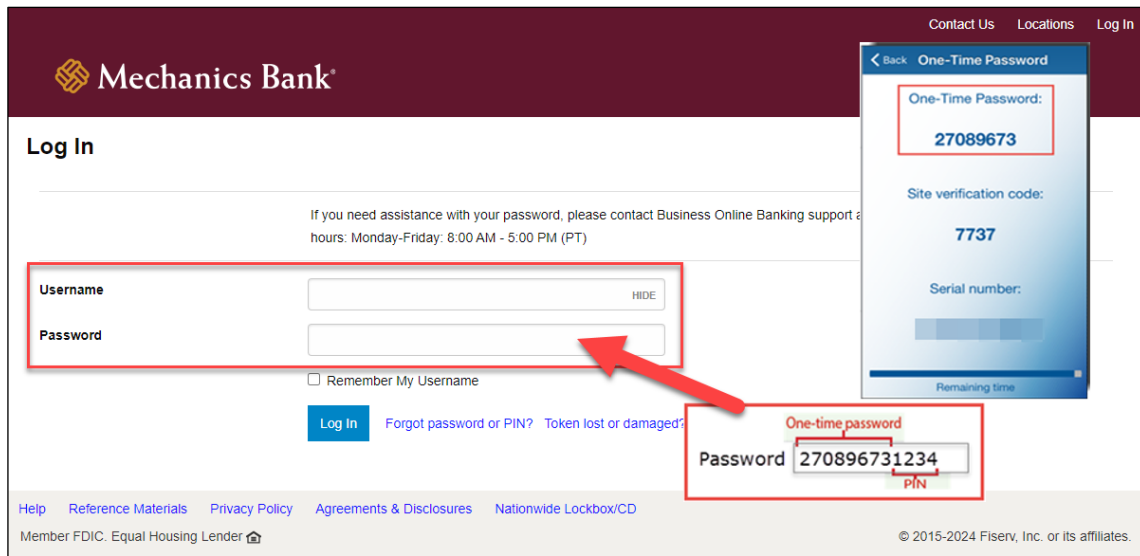 Contact Us Locations Log In
Mechanics Bank®
Log In
If you need assistance with your password, please contact Business Online Banking support
hours: Monday-Friday: 8:00 AM - 5:00 PM (PT)
Username
HIDE
Password
Remember My Username
Log In Forgot password or PIN? Token lost or damaged?
Back One-Time Password
One-Time Password:
27089673
Site verification code:
7737
Serial number:
Remaining time
One-time password
Password 270896731234
PIN
Help Reference Materials Privacy Policy Agreements & Disclosures Nationwide Lockbox/CD
Member FDIC. Equal Housing Lender
© 2015-2024 Fiserv, Inc. or its affiliates.